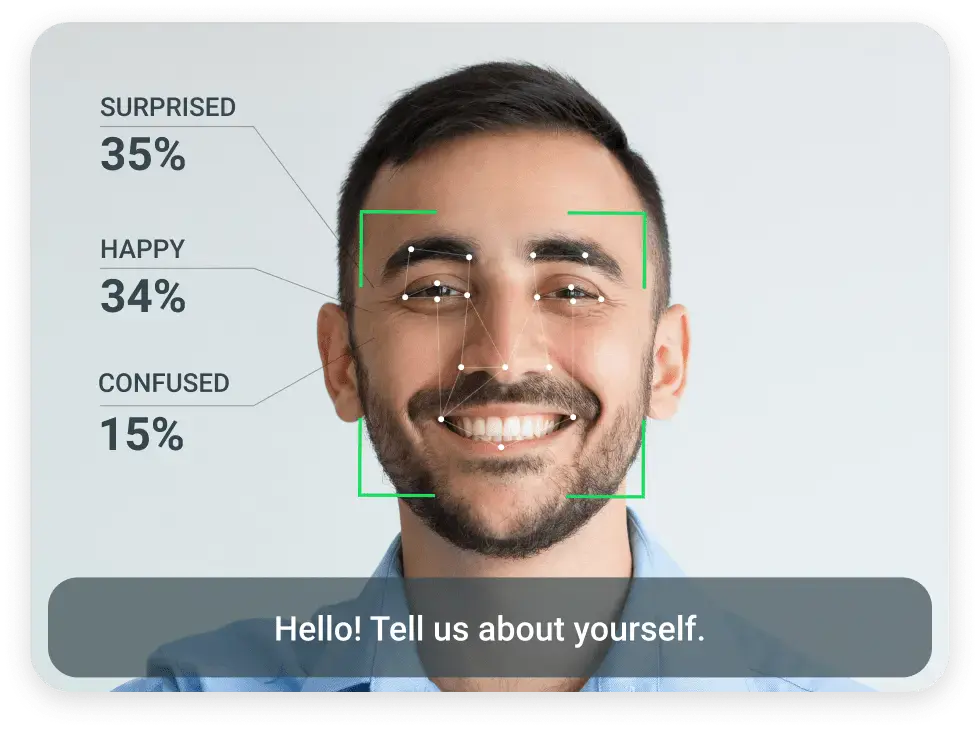 SURPRISED
35%
HAPPY
34%
CONFUSED
15%
Hello! Tell us about yourself.